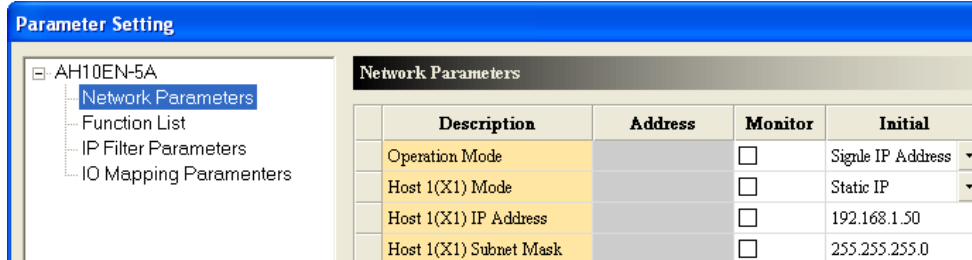 Parameter Setting
AH10EN-5A
Network Parameters
Function List
IP Filter Parameters
IO Mapping Paramenters
Network Parameters
Description Address Monitor Initial
Operation Mode Signle IP Address
Host 1(X1) Mode Static IP
Host 1(X1) IP Address 192.168.1.50
Host 1(X1) Subnet Mask 255.255.255.0